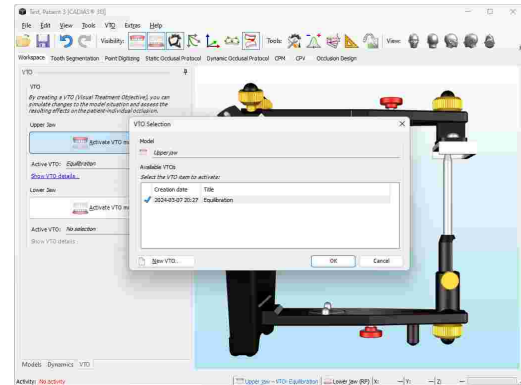 Test, Patient 3 [CADIAS® 3D]
File Edit View Tools VTO Extras Help
Visibility: Tools: View:
Workspace Tooth Segmentation Point Digitizing Static Occlusal Protocol Dynamic Occlusal Protocol CPM CPV Occlusion Design
VTO
VTO
By creating a VTO (Visual Treatment Objective), you can
simulate changes to the model situation and assess the
resulting effects on the patient-individual occlusion.
Upper Jaw
Activate VTO m
Active VTO: Equilibration
Show VTO details...
Lower Jaw
Activate VTO m
Active VTO: No selection
Show VTO details...
VTO Selection
Model
Upper jaw
Available VTOs
Select the VTO item to activate:
Creation date Title
2024-03-07 20:27 Equilibration
New VTO... OK Cancel
Models Dynamics VTO
Activity: No activity Upper jaw - VTO: Equilibration Lower jaw (RP) X: --- Y: --- Z: ---